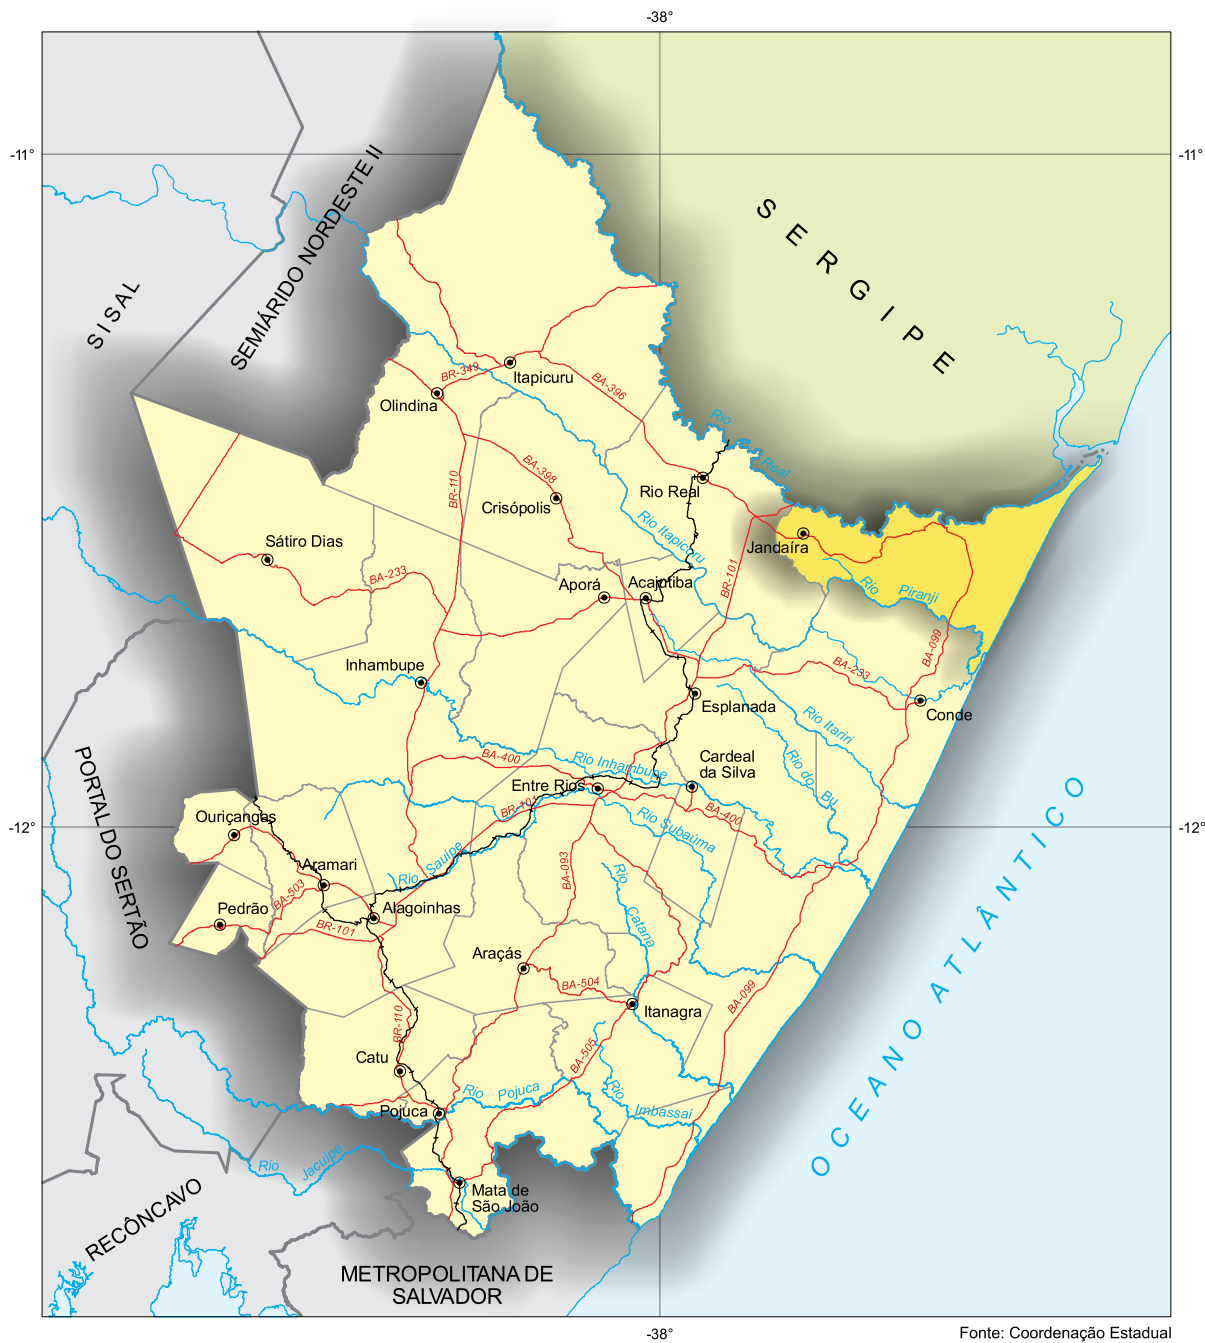 -38°
-11°
-11°
SERGIPE
SEMIÁRIDO NORDESTE II
SISAL
BR-349
Itapicuru
BA-396
Olindina
Rio
Real
BA-398
BR-110
Rio Real
Crisópolis
Rio Itapicuru
Jandaíra
Sátiro Dias
BA-233
Aporá
Acajutiba
BR-101
Rio
Piranji
BA-099
Inhambupe
BA-233
Esplanada
Conde
Rio Itariri
PORTAL DO SERTÃO
BA-400
Rio Inhambupe
Cardeal
da Silva
Rio do Bu
Entre Rios
BR-101
BA-400
Ouriçangas
Rio Subaúma
-12°
-12°
Aramari
Rio Sauípe
BA-093
Rio Catana
BA-503
Pedrão
Alagoinhas
BR-101
Araçás
BA-504
BA-099
Itanagra
OCEANO ATLÂNTICO
BR-110
Catu
BA-505
Rio Pojuca
Rio
Imbassaí
Pojuca
Rio Jacuípe
Mata de
São João
RECÔNCAVO
METROPOLITANA DE
SALVADOR
-38°
Fonte: Coordenação Estadual